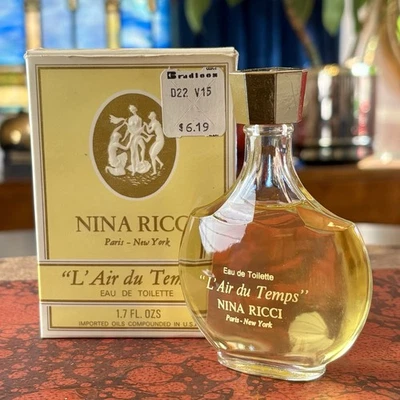 Bradlees
D22 V15
$6.19
NINA RICCI
Paris - New York
"L'Air du Temps
EAU DE TOILETTE
1.7 FL. OZS
IMPORTED OILS COMPOUNDED IN U.S.A.
Eau de Toilette
"L'Air du Temps"
NINA RICCI
Paris - New York